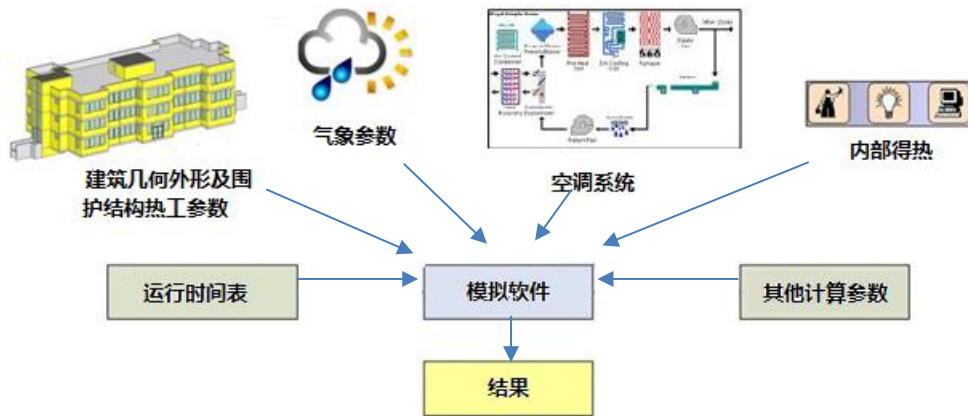 气象参数
内部得热
空调系统
建筑几何外形及围
护结构热工参数
运行时间表
模拟软件
其他计算参数
结果